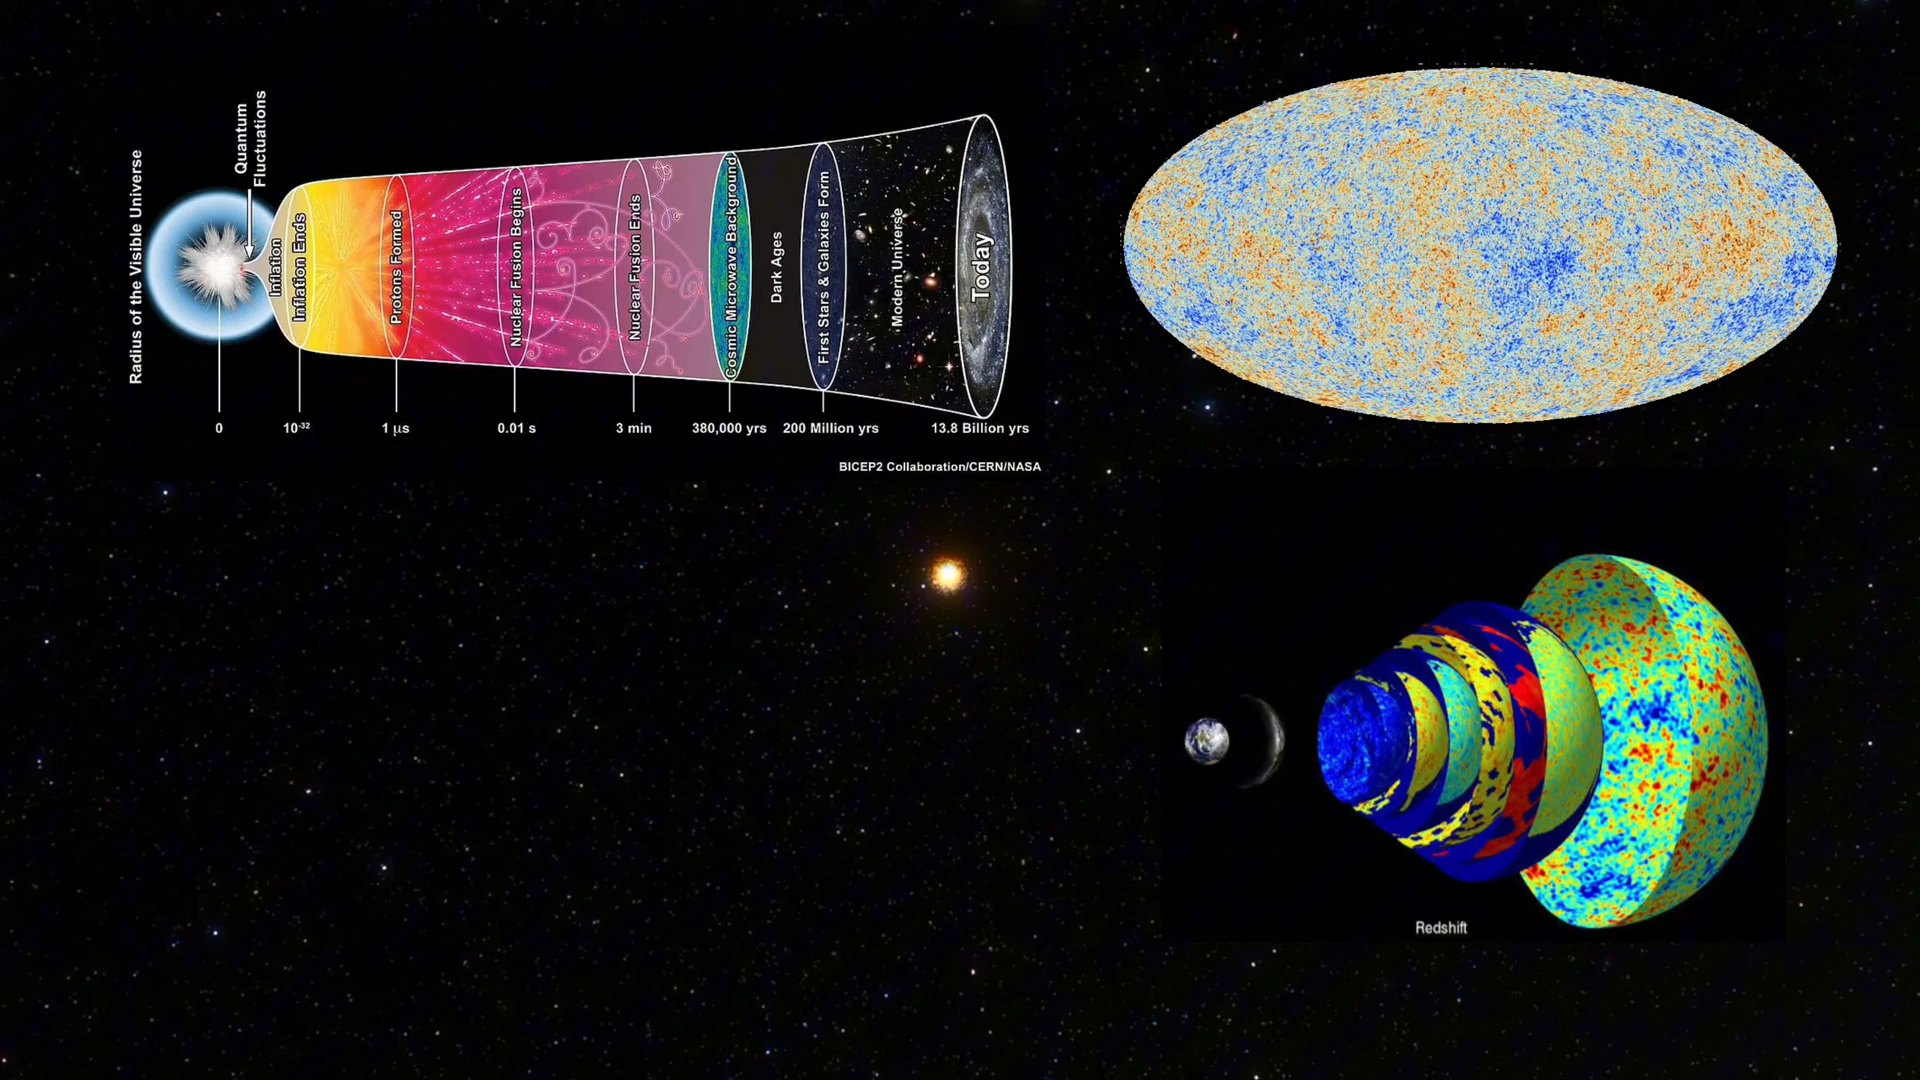 Radius of the Visible Universe
Quantum
Fluctuations
Inflation
Inflation Ends
Protons Formed
Nuclear Fusion Begins
Nuclear Fusion Ends
Cosmic Microwave Background
Dark Ages
First Stars & Galaxies Form
Modern Universe
Today
0
10-32
1 µs
0.01 s
3 min
380,000 yrs
200 Million yrs
13.8 Billion yrs
BICEP2 Collaboration/CERN/NASA
Redshift